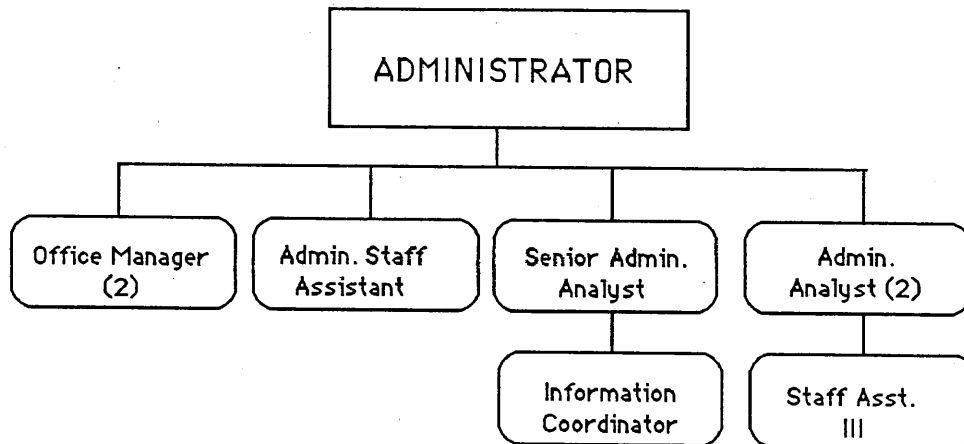 ADMINISTRATOR
Office Manager
(2)
Admin. Staff
Assistant
Senior Admin.
Analyst
Admin.
Analyst (2)
Information
Coordinator
Staff Asst.
III